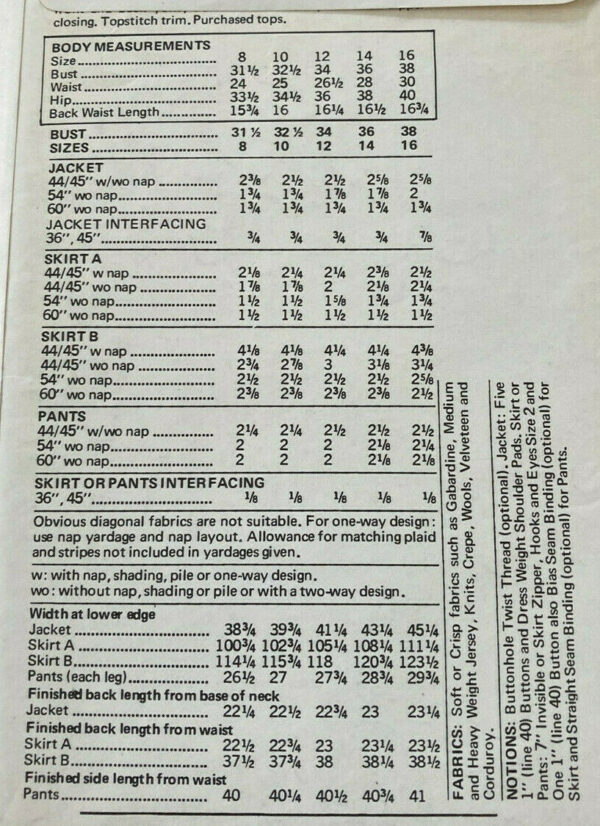 closing. Topstitch trim. Purchased tops.
BODY MEASUREMENTS
Size 8 10 12 14 16
Bust 31½ 32½ 34 36 38
Waist 24 25 26½ 28 30
Hip 33½ 34½ 36 38 40
Back Waist Length 15¾ 16 16¼ 16½ 16¾
BUST 31 ½ 32 ½ 34 36 38
SIZES 8 10 12 14 16
JACKET
44/45" w/wo nap 2⅜ 2½ 2½ 2⅝ 2⅝
54" wo nap 1¾ 1¾ 1⅞ 1⅞ 2
60" wo nap 1¾ 1¾ 1¾ 1¾ 1¾
JACKET INTERFACING
36", 45" ¾ ¾ ¾ ¾ ⅞
SKIRT A
44/45" w nap 2⅛ 2¼ 2¼ 2⅜ 2½
44/45" wo nap 1⅞ 1⅞ 2 2⅛ 2¼
54" wo nap 1½ 1½ 1⅝ 1¾ 1¾
60" wo nap 1½ 1½ 1½ 1½ 1½
SKIRT B
44/45" w nap 4⅛ 4⅛ 4¼ 4¼ 4⅜
44/45" wo nap 2¾ 2⅞ 3 3⅛ 3¼
54" wo nap 2½ 2½ 2½ 2½ 2⅝
60" wo nap 2⅜ 2⅜ 2⅜ 2⅜ 2½
PANTS
44/45" w/wo nap 2¼ 2¼ 2½ 2½ 2½
54" wo nap 2 2 2 2⅛ 2¼
60" wo nap 2 2 2 2⅛ 2⅛
SKIRT OR PANTS INTERFACING
36", 45" ⅛ ⅛ ⅛ ⅛ ⅛
Obvious diagonal fabrics are not suitable. For one-way design:
use nap yardage and nap layout. Allowance for matching plaid
and stripes not included in yardages given.
w: with nap, shading, pile or one-way design.
wo: without nap, shading or pile or with a two-way design.
Width at lower edge
Jacket 38¾ 39¾ 41¼ 43¼ 45¼
Skirt A 100¾ 102¾ 105¼ 108¼ 111¼
Skirt B 114¼ 115¾ 118 120¾ 123½
Pants (each leg) 26½ 27 27¾ 28¾ 29¾
Finished back length from base of neck
Jacket 22¼ 22½ 22¾ 23 23¼
Finished back length from waist
Skirt A 22½ 22¾ 23 23¼ 23½
Skirt B 37½ 37¾ 38 38¼ 38½
Finished side length from waist
Pants 40 40¼ 40½ 40¾ 41
FABRICS: Soft or Crisp fabrics such as Gabardine, Medium
and Heavy Weight Jersey, Knits, Crepe, Wools, Velveteen and
Corduroy.
NOTIONS: Buttonhole Twist Thread (optional). Jacket: Five
1" (line 40) Buttons and Dress Weight Shoulder Pads. Skirt or
Pants: 7" Invisible or Skirt Zipper, Hooks and Eyes Size 2 and
One 1" (line 40) Button also Bias Seam Binding (optional) for
Skirt and Straight Seam Binding (optional) for Pants.